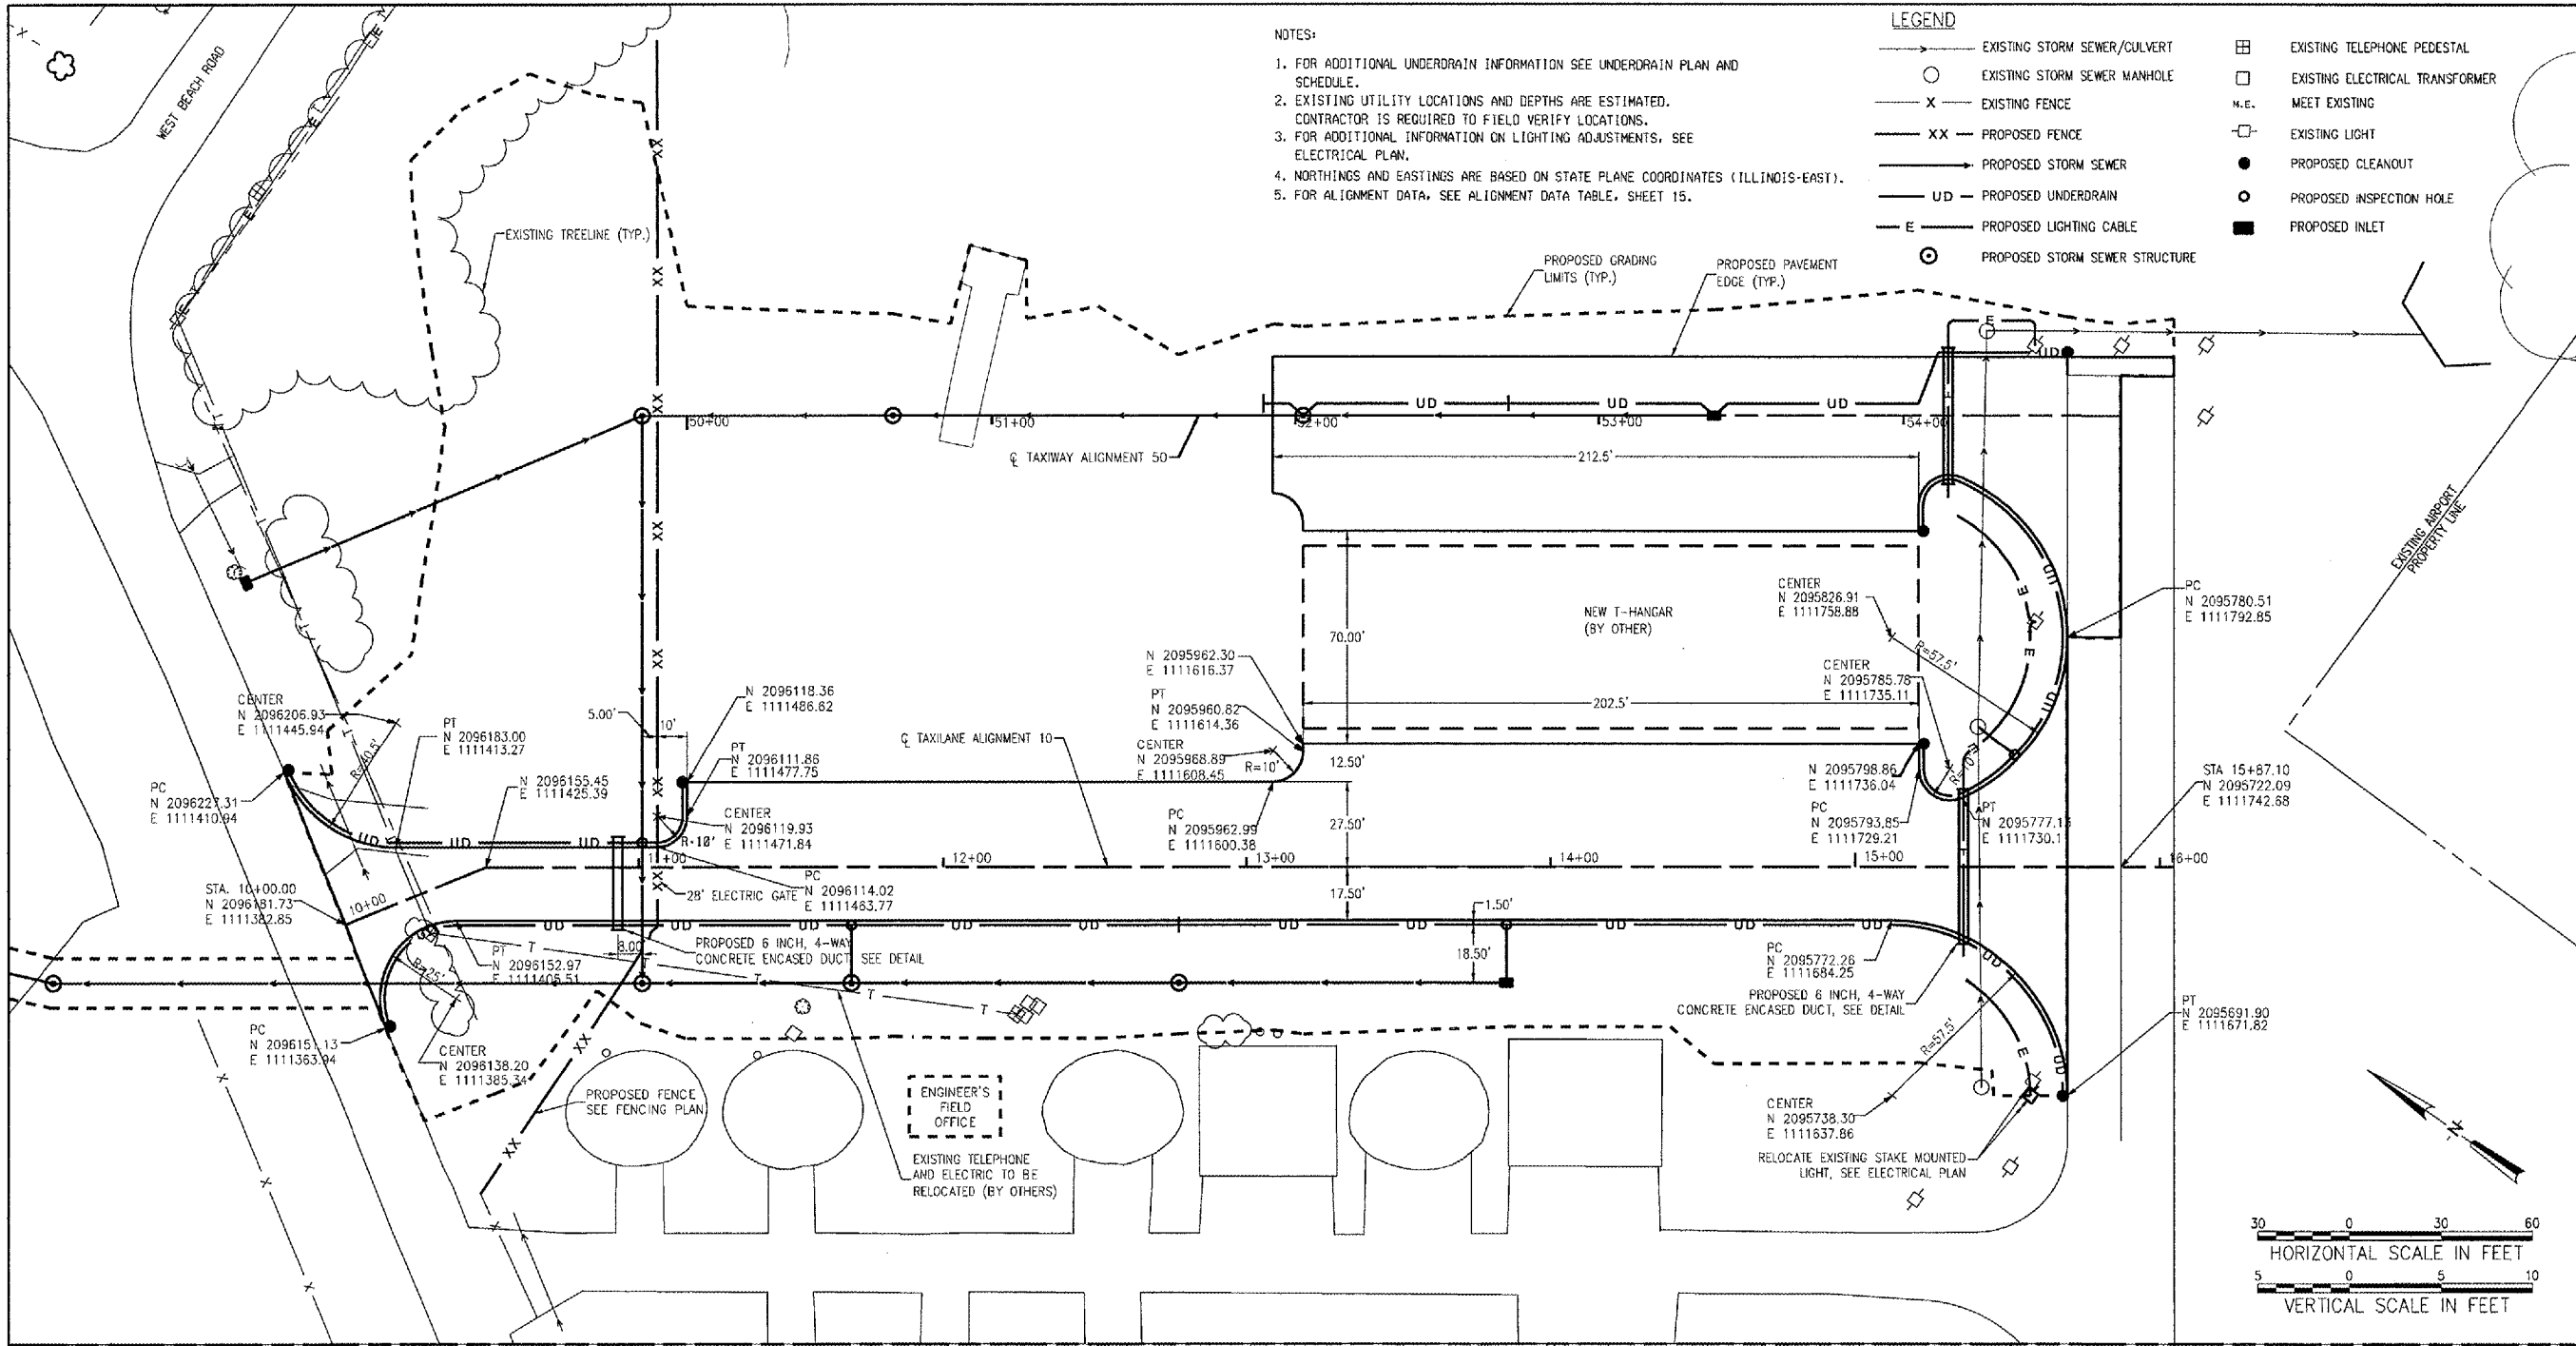 NOTES:
1. FOR ADDITIONAL UNDERDRAIN INFORMATION SEE UNDERDRAIN PLAN AND
SCHEDULE.
2. EXISTING UTILITY LOCATIONS AND DEPTHS ARE ESTIMATED.
CONTRACTOR IS REQUIRED TO FIELD VERIFY LOCATIONS.
3. FOR ADDITIONAL INFORMATION ON LIGHTING ADJUSTMENTS, SEE
ELECTRICAL PLAN.
4. NORTHINGS AND EASTINGS ARE BASED ON STATE PLANE COORDINATES (ILLINOIS-EAST).
5. FOR ALIGNMENT DATA, SEE ALIGNMENT DATA TABLE, SHEET 15.
LEGEND
EXISTING STORM SEWER/CULVERT
EXISTING STORM SEWER MANHOLE
X EXISTING FENCE
XX PROPOSED FENCE
PROPOSED STORM SEWER
UD PROPOSED UNDERDRAIN
E PROPOSED LIGHTING CABLE
PROPOSED STORM SEWER STRUCTURE
EXISTING TELEPHONE PEDESTAL
EXISTING ELECTRICAL TRANSFORMER
M.E. MEET EXISTING
EXISTING LIGHT
PROPOSED CLEANOUT
PROPOSED INSPECTION HOLE
PROPOSED INLET
WEST BEACH ROAD
EXISTING TREELINE (TYP.)
PROPOSED GRADING
LIMITS (TYP.)
PROPOSED PAVEMENT
EDGE (TYP.)
UD UD UD UD
50+00 51+00 52+00 53+00 54+00
℄ TAXIWAY ALIGNMENT 50
212.5'
EXISTING AIRPORT
PROPERTY LINE
70.00'
NEW T-HANGAR
(BY OTHER)
CENTER
N 2095826.91
E 1111758.88
R=57.5'
PC
N 2095780.51
E 1111792.85
CENTER
N 2095785.78
E 1111735.11
R=10'
202.5'
N 2095962.30
E 1111616.37
PT
N 2095960.82
E 1111614.36
CENTER
N 2095968.89
E 1111608.45
R=10'
12.50'
N 2096118.36
E 1111486.62
5.00'
10'
PT
N 2096111.86
E 1111477.75
℄ TAXILANE ALIGNMENT 10
CENTER
N 2096206.93
E 1111445.94
R=40.5'
PT
N 2096183.00
E 1111413.27
N 2096155.45
E 1111425.39
PC
N 2096227.31
E 1111410.94
CENTER
N 2096119.93
E 1111471.84
R=10'
PC
N 2095962.99
E 1111600.38
27.50'
N 2095798.86
E 1111736.04
PC
N 2095793.85
E 1111729.21
PT
N 2095777.1
E 1111730.1
STA 15+87.10
N 2095722.09
E 1111742.68
UD UD UD
11+00 12+00 13+00 14+00 15+00 16+00
STA. 10+00.00
N 2096181.73
E 1111382.85
10+00
28' ELECTRIC GATE
PC
N 2096114.02
E 1111463.77
17.50'
1.50'
18.50'
8.00'
PROPOSED 6 INCH, 4-WAY
CONCRETE ENCASED DUCT, SEE DETAIL
PT
N 2096152.97
E 1111405.51
R=25'
PC
N 2095772.26
E 1111684.25
PROPOSED 6 INCH, 4-WAY
CONCRETE ENCASED DUCT, SEE DETAIL
PT
N 2095691.90
E 1111671.82
PC
N 2096151.13
E 1111363.94
CENTER
N 2096138.20
E 1111385.34
PROPOSED FENCE
SEE FENCING PLAN
ENGINEER'S
FIELD
OFFICE
EXISTING TELEPHONE
AND ELECTRIC TO BE
RELOCATED (BY OTHERS)
R=57.5'
CENTER
N 2095738.30
E 1111637.86
RELOCATE EXISTING STAKE MOUNTED
LIGHT, SEE ELECTRICAL PLAN
N
30 0 30 60
HORIZONTAL SCALE IN FEET
5 0 5 10
VERTICAL SCALE IN FEET